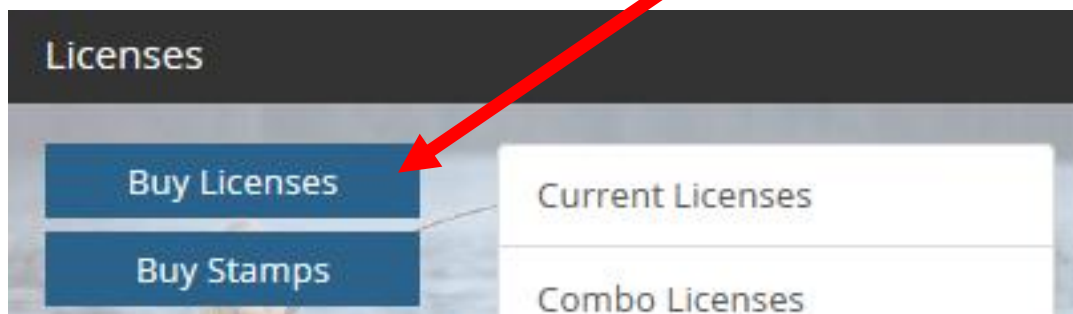 Licenses
Buy Licenses
Buy Stamps
Current Licenses
Combo Licenses